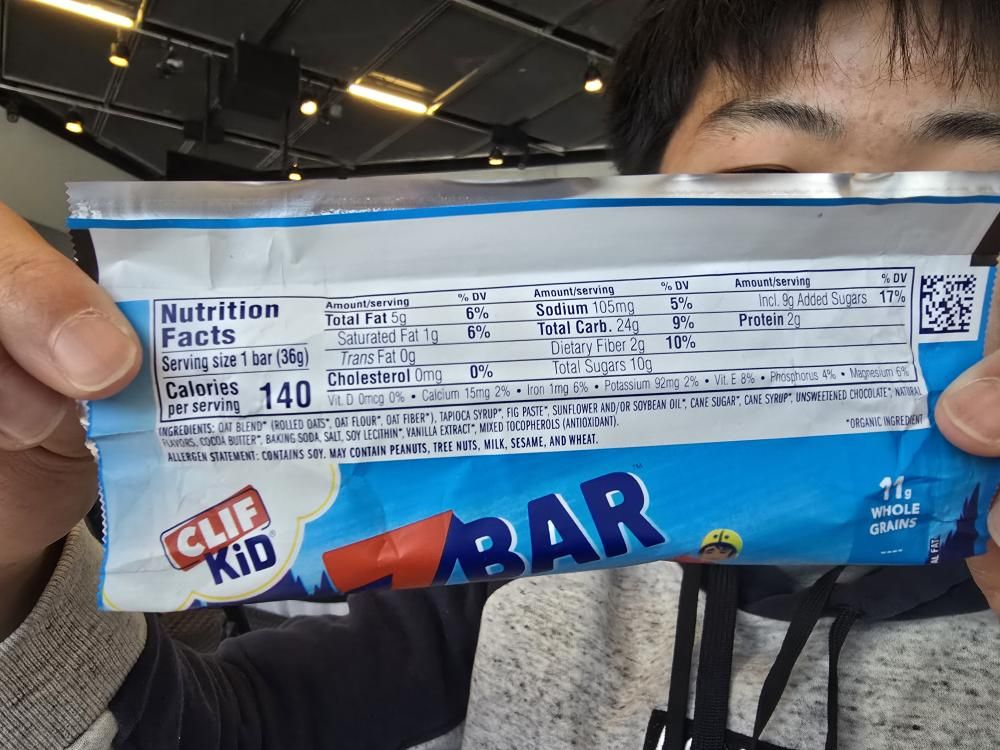 Nutrition
Facts
Serving size 1 bar (36g)
Calories
per serving 140
Amount/serving % DV
Total Fat 5g 6%
Saturated Fat 1g 6%
Trans Fat 0g
Cholesterol 0mg 0%
Amount/serving % DV
Sodium 105mg 5%
Total Carb. 24g 9%
Dietary Fiber 2g 10%
Total Sugars 10g
Amount/serving % DV
Incl. 9g Added Sugars 17%
Protein 2g
Vit. D 0mcg 0% • Calcium 15mg 2% • Iron 1mg 6% • Potassium 92mg 2% • Vit. E 8% • Phosphorus 4% • Magnesium 6%
INGREDIENTS: OAT BLEND* (ROLLED OATS*, OAT FLOUR*, OAT FIBER*), TAPIOCA SYRUP*, FIG PASTE*, SUNFLOWER AND/OR SOYBEAN OIL*, CANE SUGAR*, CANE SYRUP*, UNSWEETENED CHOCOLATE*, NATURAL
FLAVORS, COCOA BUTTER*, BAKING SODA, SALT, SOY LECITHIN*, VANILLA EXTRACT*, MIXED TOCOPHEROLS (ANTIOXIDANT).
*ORGANIC INGREDIENT
ALLERGEN STATEMENT: CONTAINS SOY. MAY CONTAIN PEANUTS, TREE NUTS, MILK, SESAME, AND WHEAT.
CLIF
KiD
ZBAR™
11g
WHOLE
GRAINS